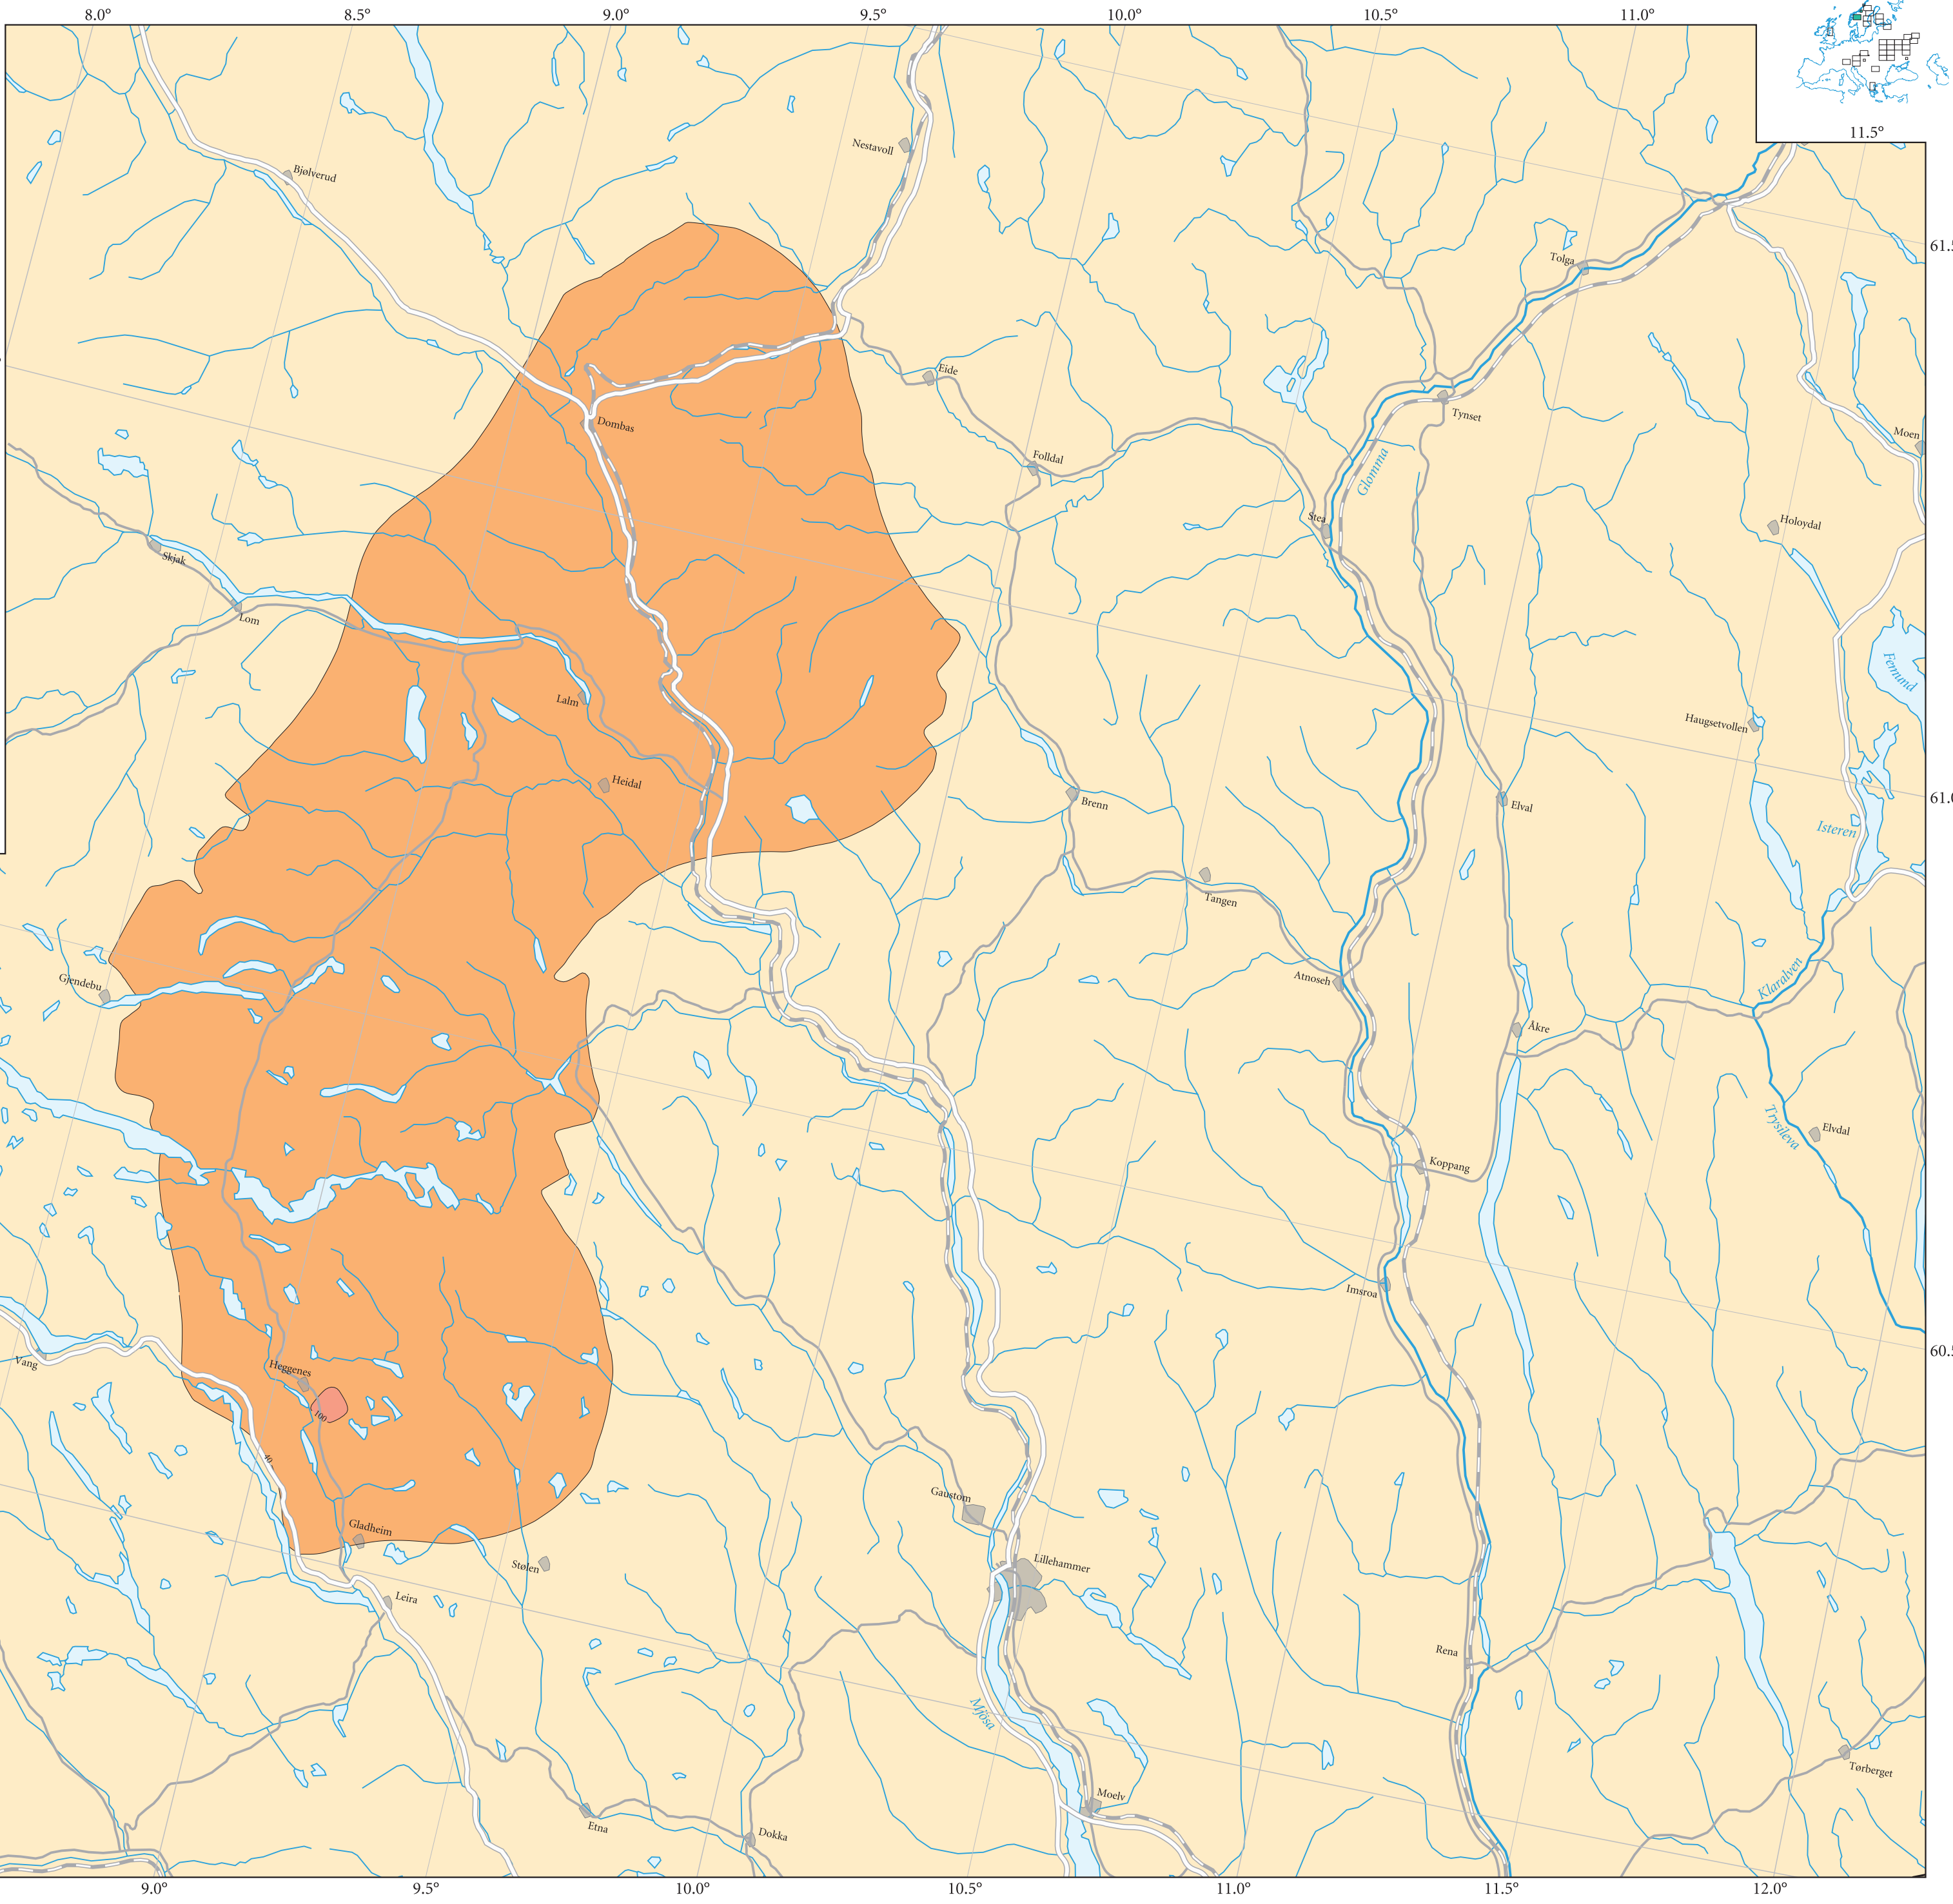 8.0°
8.5°
9.0°
9.5°
10.0°
10.5°
11.0°
11.5°
Nestavoll
Bjølverud
61.5
Tolga
Eide
Tynset
Dombas
Moen
Folldal
Glomma
Stea
Holoydal
Skjak
Lom
Femund
Lalm
Haugsetvollen
Heidal
Brenn
Elval
61.0
Isteren
Tangen
Gjendebu
Atnoseh
Klaralven
Åkre
Trysileva
Elvdal
Koppang
Imsroa
60.5
Vang
Heggenes
100
40
Gaustom
Gladheim
Stølen
Lillehammer
Leira
Rena
Mjösa
Tørberget
Moelv
Etna
Dokka
9.0°
9.5°
10.0°
10.5°
11.0°
11.5°
12.0°